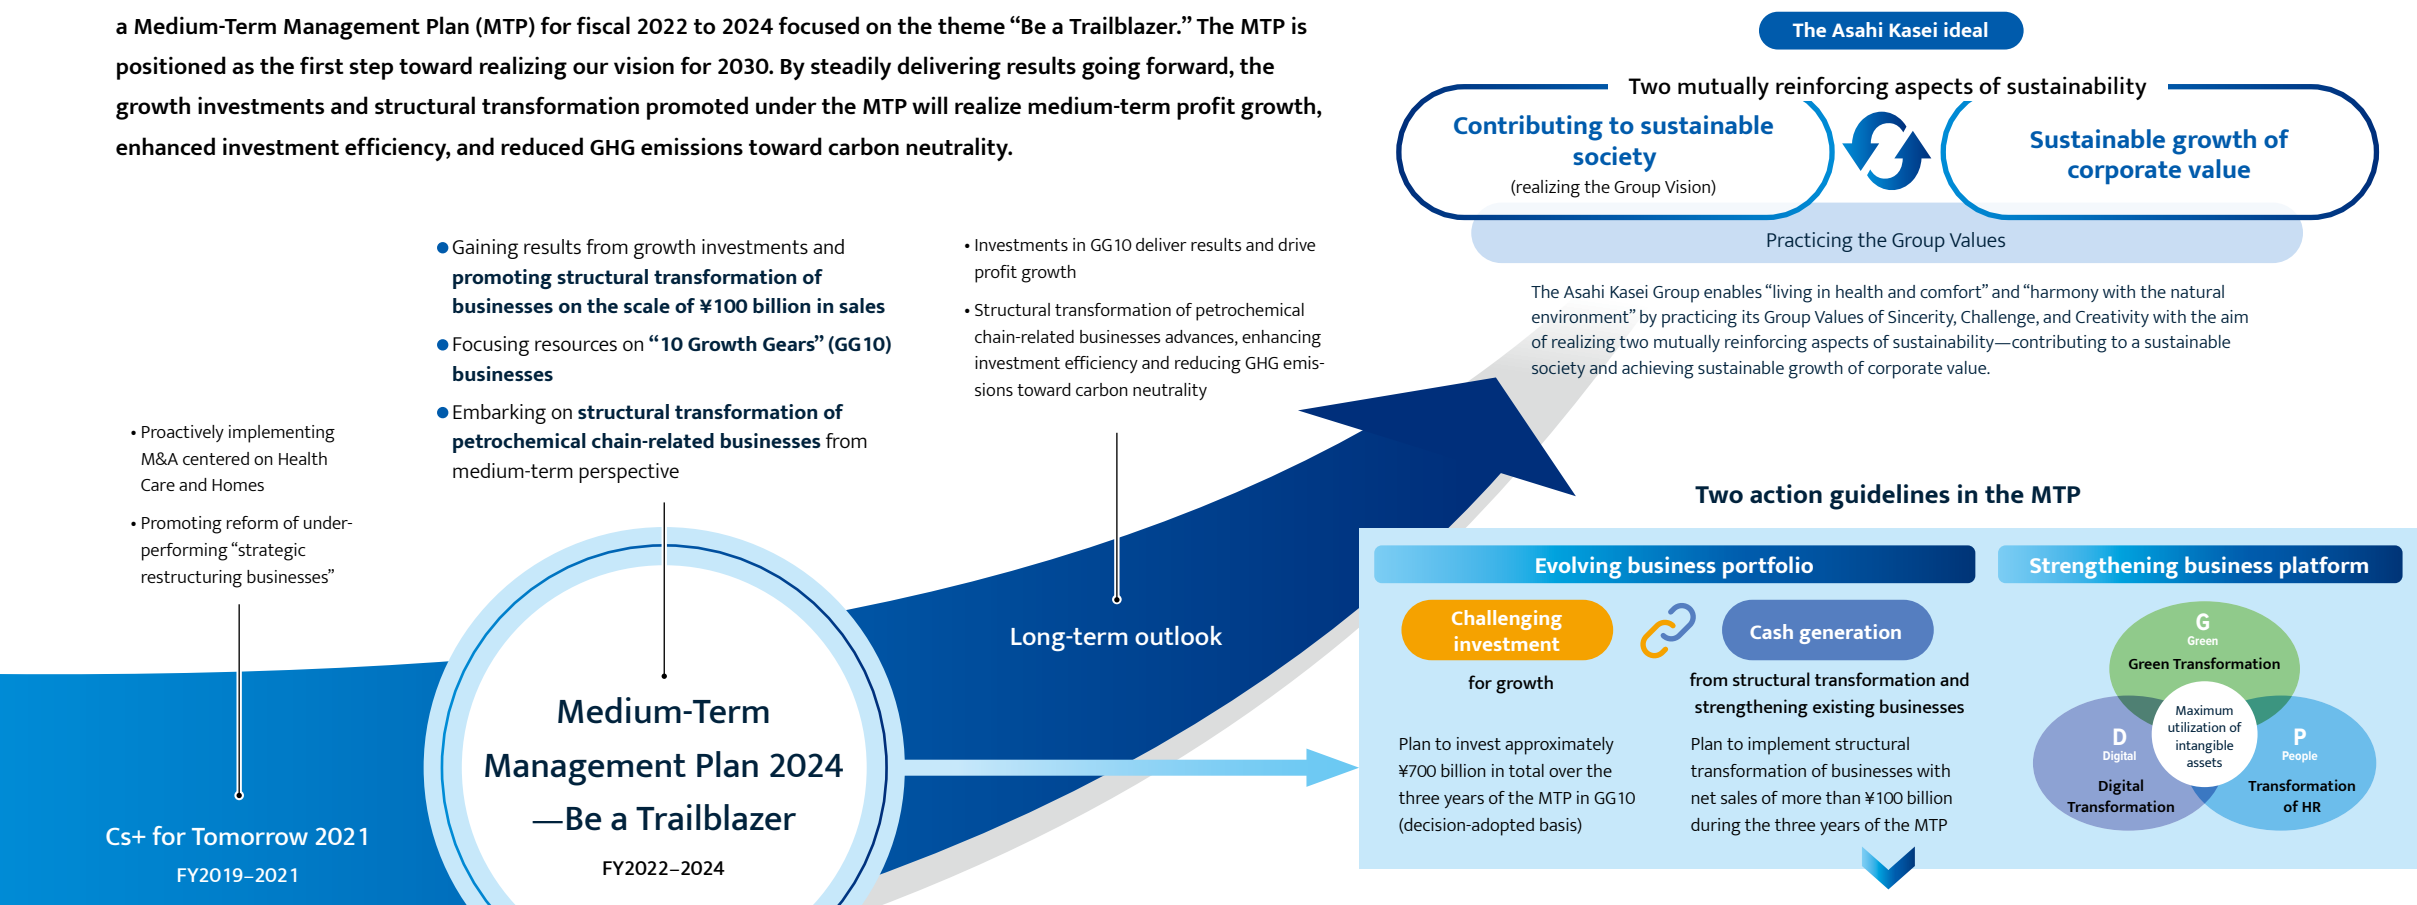 a Medium-Term Management Plan (MTP) for fiscal 2022 to 2024 focused on the theme “Be a Trailblazer.” The MTP is
positioned as the first step toward realizing our vision for 2030. By steadily delivering results going forward, the
growth investments and structural transformation promoted under the MTP will realize medium-term profit growth,
enhanced investment efficiency, and reduced GHG emissions toward carbon neutrality.
• Proactively implementing
M&A centered on Health
Care and Homes
• Promoting reform of under-
performing “strategic
restructuring businesses”
Cs+ for Tomorrow 2021
FY2019–2021
● Gaining results from growth investments and
promoting structural transformation of
businesses on the scale of ¥100 billion in sales
● Focusing resources on “10 Growth Gears” (GG10)
businesses
● Embarking on structural transformation of
petrochemical chain-related businesses from
medium-term perspective
Medium-Term
Management Plan 2024
—Be a Trailblazer
FY2022–2024
• Investments in GG10 deliver results and drive
profit growth
• Structural transformation of petrochemical
chain-related businesses advances, enhancing
investment efficiency and reducing GHG emis-
sions toward carbon neutrality
Long-term outlook
The Asahi Kasei ideal
Two mutually reinforcing aspects of sustainability
Contributing to sustainable
society
(realizing the Group Vision)
Sustainable growth of
corporate value
Practicing the Group Values
The Asahi Kasei Group enables “living in health and comfort” and “harmony with the natural
environment” by practicing its Group Values of Sincerity, Challenge, and Creativity with the aim
of realizing two mutually reinforcing aspects of sustainability—contributing to a sustainable
society and achieving sustainable growth of corporate value.
Two action guidelines in the MTP
Evolving business portfolio
Challenging
investment
for growth
Plan to invest approximately
¥700 billion in total over the
three years of the MTP in GG10
(decision-adopted basis)
Cash generation
from structural transformation and
strengthening existing businesses
Plan to implement structural
transformation of businesses with
net sales of more than ¥100 billion
during the three years of the MTP
Strengthening business platform
G
Green
Green Transformation
D
Digital
Digital
Transformation
Maximum
utilization of
intangible
assets
P
People
Transformation
of HR